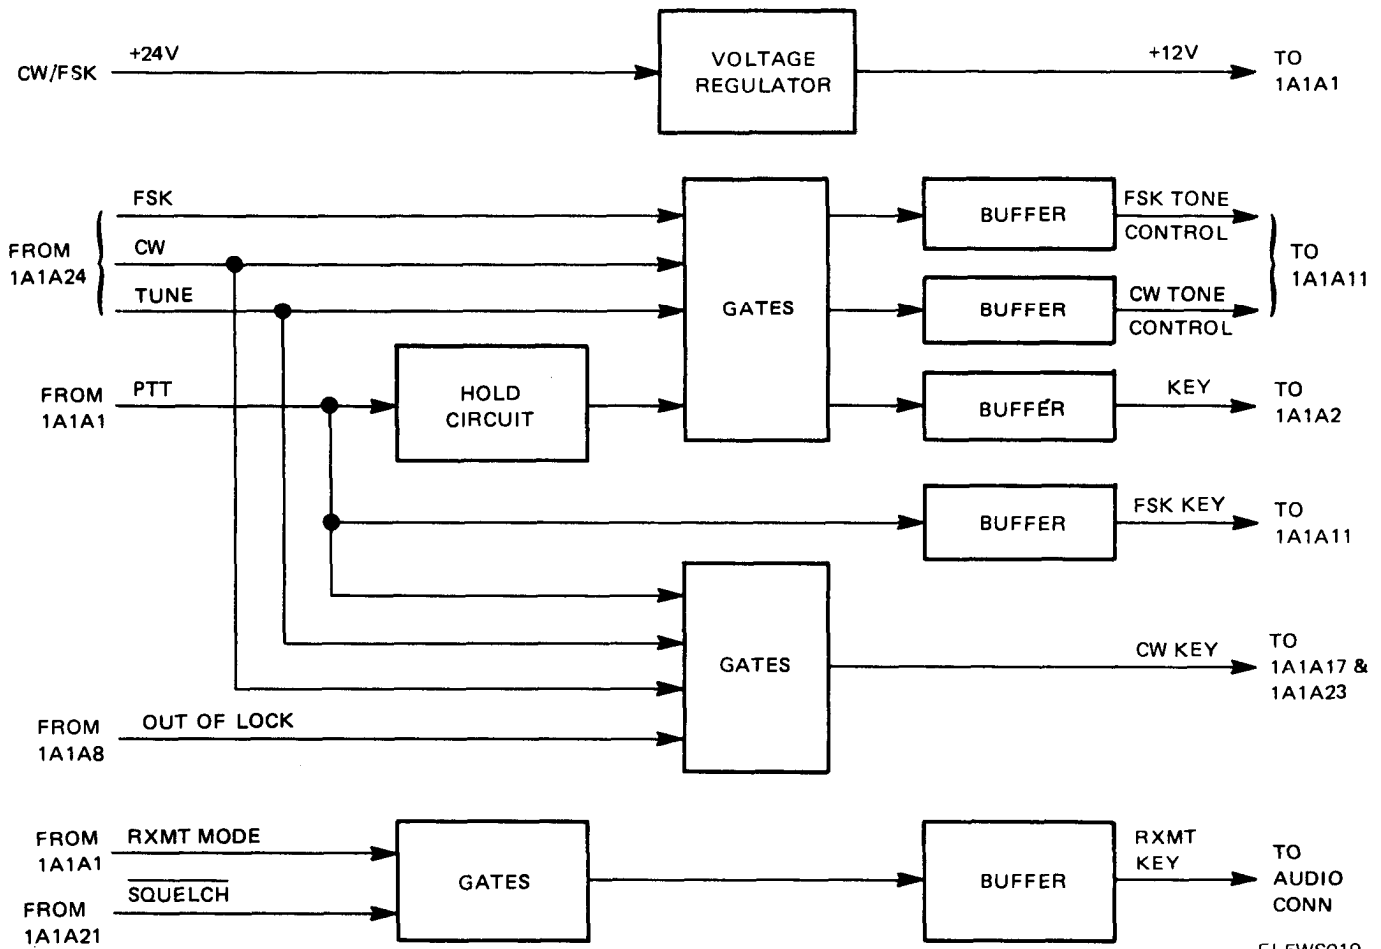 CW/FSK
+24V
VOLTAGE
REGULATOR
+12V
TO
1A1A1
FROM
1A1A24
FSK
CW
TUNE
GATES
BUFFER
FSK TONE
CONTROL
BUFFER
CW TONE
CONTROL
TO
1A1A11
FROM
1A1A1
PTT
HOLD
CIRCUIT
BUFFER
KEY
TO
1A1A2
BUFFER
FSK KEY
TO
1A1A11
GATES
CW KEY
TO
1A1A17 &
1A1A23
FROM
1A1A8
OUT OF LOCK
FROM
1A1A1
RXMT MODE
SQUELCH
FROM
1A1A21
GATES
BUFFER
RXMT
KEY
TO
AUDIO
CONN